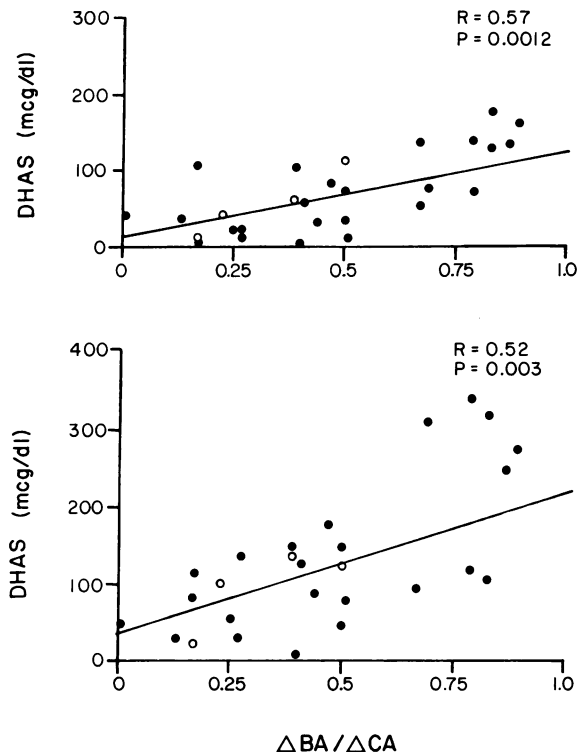 300
R = 0.57
P = 0.0012
200
DHAS (mcg/dl)
100
0
0 0.25 0.5 0.75 1.0
400
R = 0.52
P = 0.003
300
DHAS (mcg/dl)
200
100
0
0 0.25 0.5 0.75 1.0
△BA/△CA